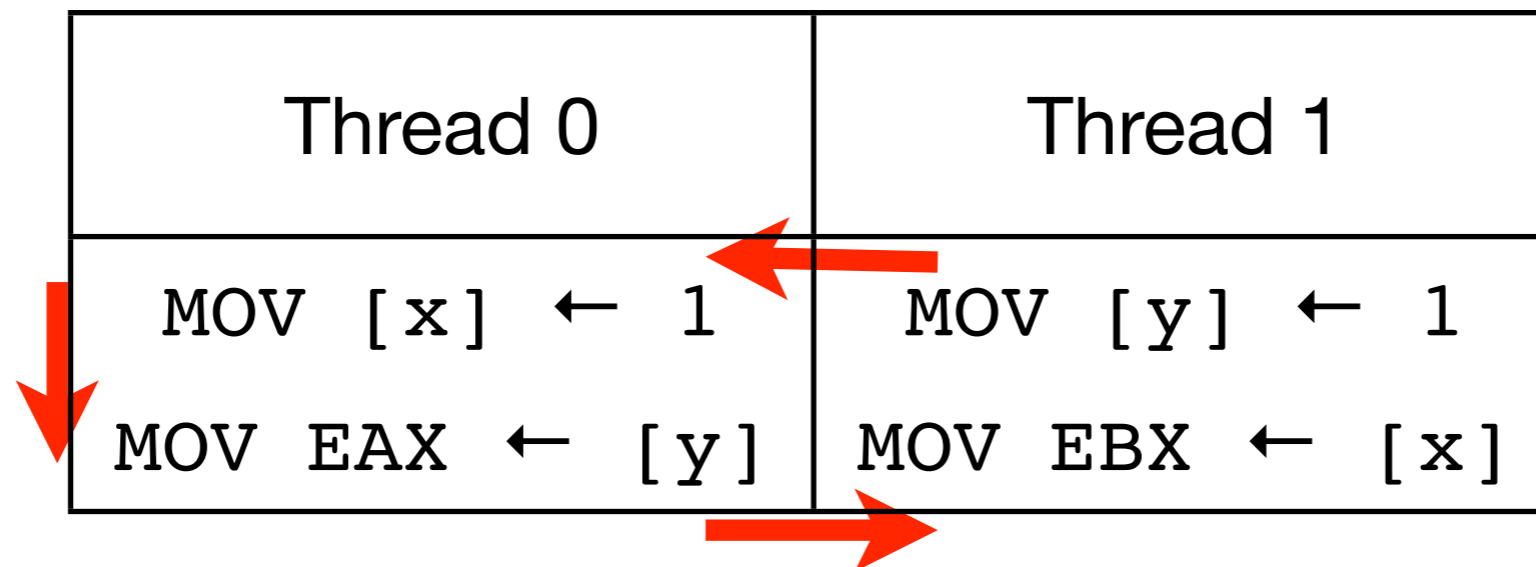 Thread 0 Thread 1
MOV [x] ← 1 MOV [y] ← 1
MOV EAX ← [y] MOV EBX ← [x]